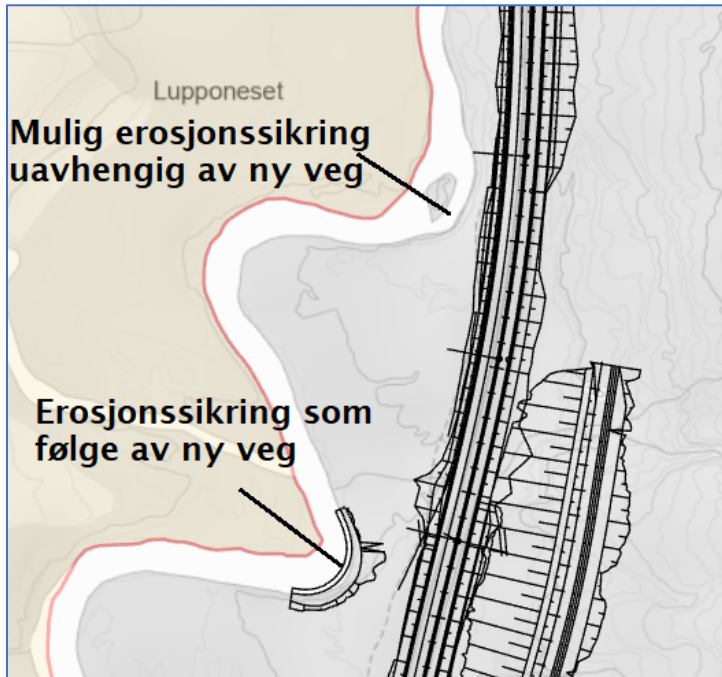 Lupponeset
Mulig erosjonssikring
uavhengig av ny veg
Erosjonssikring som
følge av ny veg